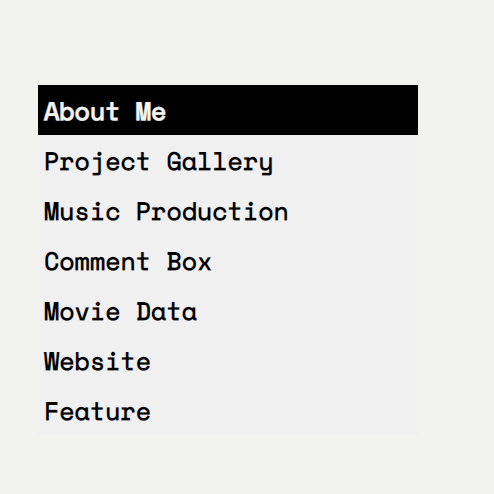 About Me
Project Gallery
Music Production
Comment Box
Movie Data
Website
Feature